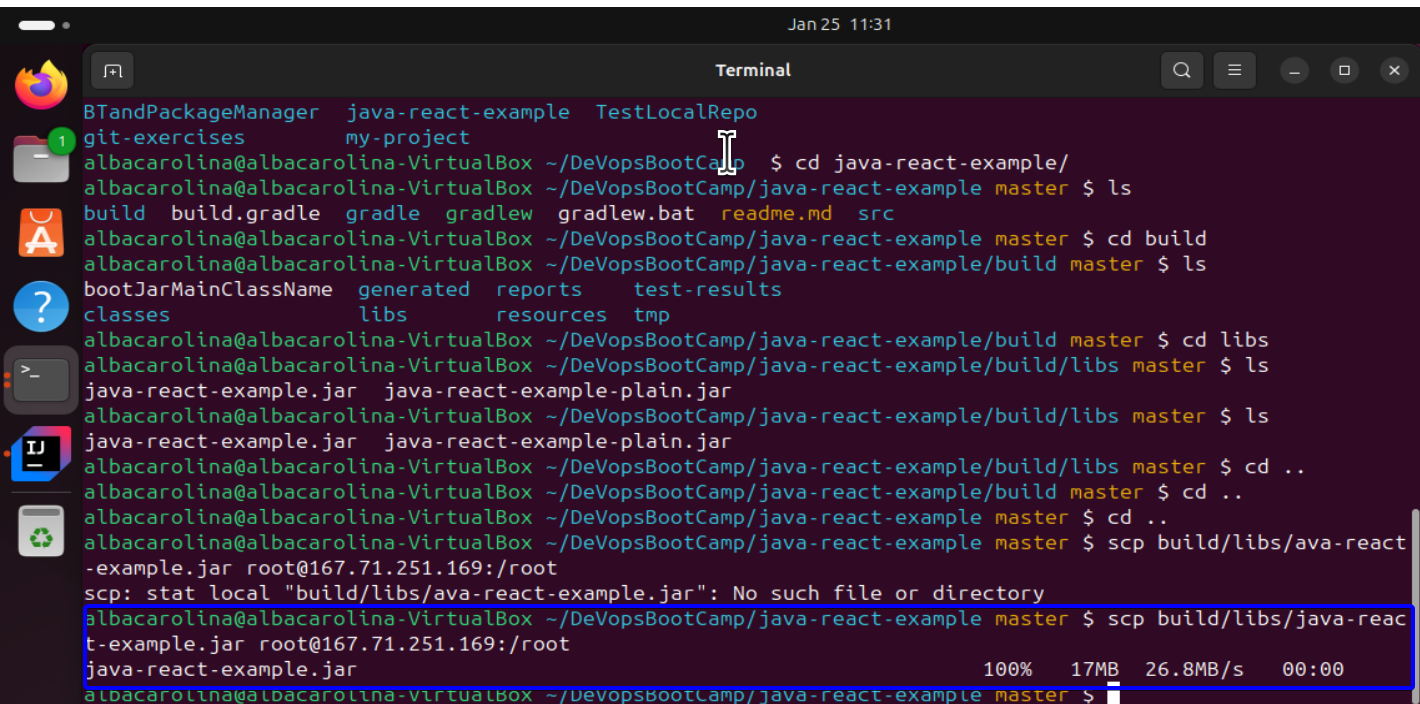 Jan 25 11:31
Terminal
BTandPackageManager java-react-example TestLocalRepo
git-exercises my-project
albacarolina@albacarolina-VirtualBox ~/DeVopsBootCamp $ cd java-react-example/
albacarolina@albacarolina-VirtualBox ~/DeVopsBootCamp/java-react-example master $ ls
build build.gradle gradle gradlew gradlew.bat readme.md src
albacarolina@albacarolina-VirtualBox ~/DeVopsBootCamp/java-react-example master $ cd build
albacarolina@albacarolina-VirtualBox ~/DeVopsBootCamp/java-react-example/build master $ ls
bootJarMainClassName generated reports test-results
classes libs resources tmp
albacarolina@albacarolina-VirtualBox ~/DeVopsBootCamp/java-react-example/build master $ cd libs
albacarolina@albacarolina-VirtualBox ~/DeVopsBootCamp/java-react-example/build/libs master $ ls
java-react-example.jar java-react-example-plain.jar
albacarolina@albacarolina-VirtualBox ~/DeVopsBootCamp/java-react-example/build/libs master $ ls
java-react-example.jar java-react-example-plain.jar
albacarolina@albacarolina-VirtualBox ~/DeVopsBootCamp/java-react-example/build/libs master $ cd ..
albacarolina@albacarolina-VirtualBox ~/DeVopsBootCamp/java-react-example/build master $ cd ..
albacarolina@albacarolina-VirtualBox ~/DeVopsBootCamp/java-react-example master $ cd ..
albacarolina@albacarolina-VirtualBox ~/DeVopsBootCamp/java-react-example master $ scp build/libs/ava-react
-example.jar root@167.71.251.169:/root
scp: stat local "build/libs/ava-react-example.jar": No such file or directory
albacarolina@albacarolina-VirtualBox ~/DeVopsBootCamp/java-react-example master $ scp build/libs/java-reac
t-example.jar root@167.71.251.169:/root
java-react-example.jar 100% 17MB 26.8MB/s 00:00
albacarolina@albacarolina-VirtualBox ~/DeVopsBootCamp/java-react-example master $
1
?
>_
IJ